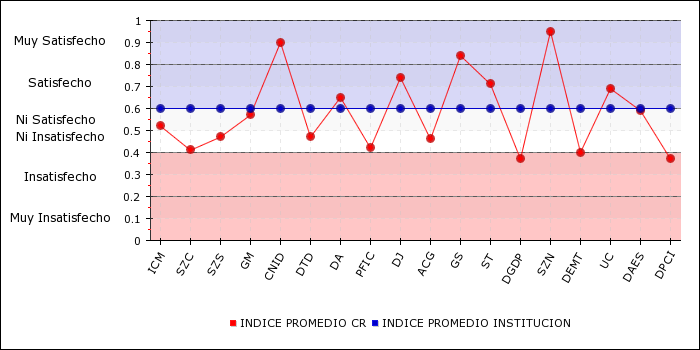 Muy Satisfecho
Satisfecho
Ni Satisfecho
Ni Insatisfecho
Insatisfecho
Muy Insatisfecho
1
0.9
0.8
0.7
0.6
0.5
0.4
0.3
0.2
0.1
0
ICM
SZC
SZS
GM
CNID
DTD
DA
PFIC
DJ
ACG
GS
ST
DGDP
SZN
DEMT
UC
DAES
DPCI
INDICE PROMEDIO CR INDICE PROMEDIO INSTITUCION